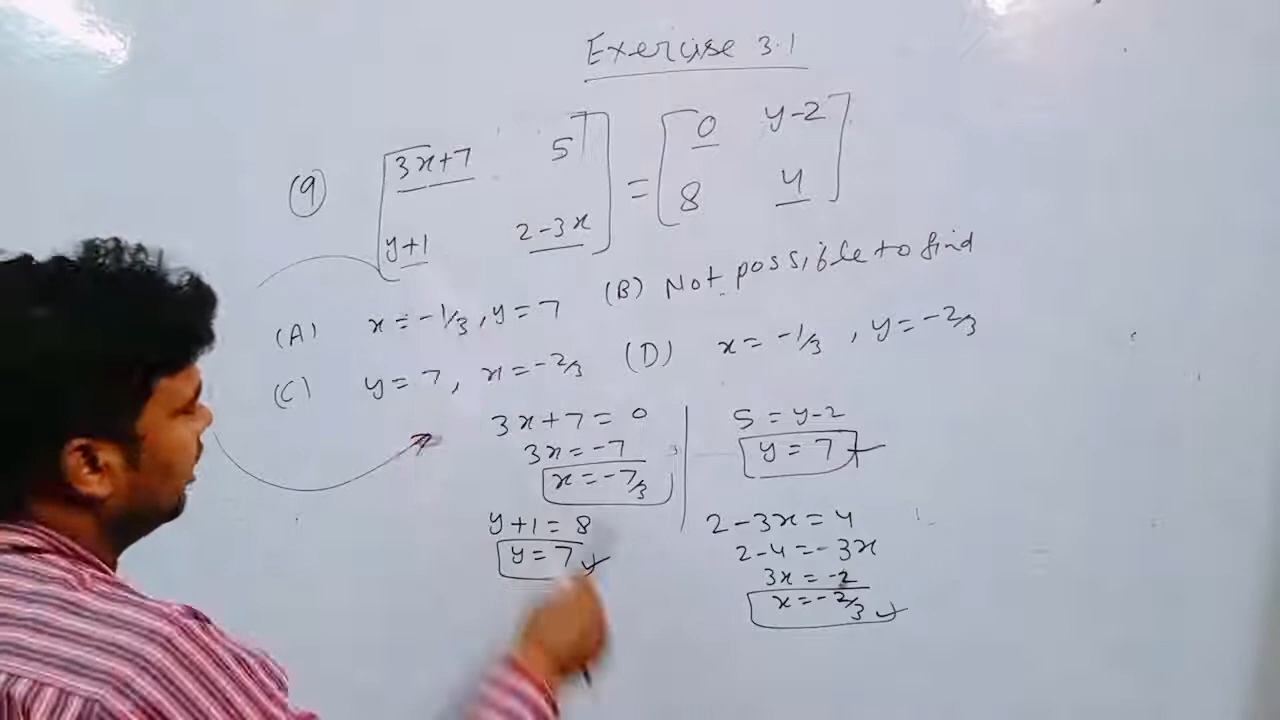 Exercise 3.1
(9) [3x+7 5] = [0 y-2]
[y+1 2-3x] [8 4]
(A) x = -1/3, y = 7 (B) Not possible to find
(C) y = 7, x = -2/3 (D) x = -1/3, y = -2/3
3x+7 = 0
3x = -7
x = -7/3
y+1 = 8
y = 7
5 = y-2
y = 7
2-3x = 4
2-4 = -3x
3x = -2
x = -2/3